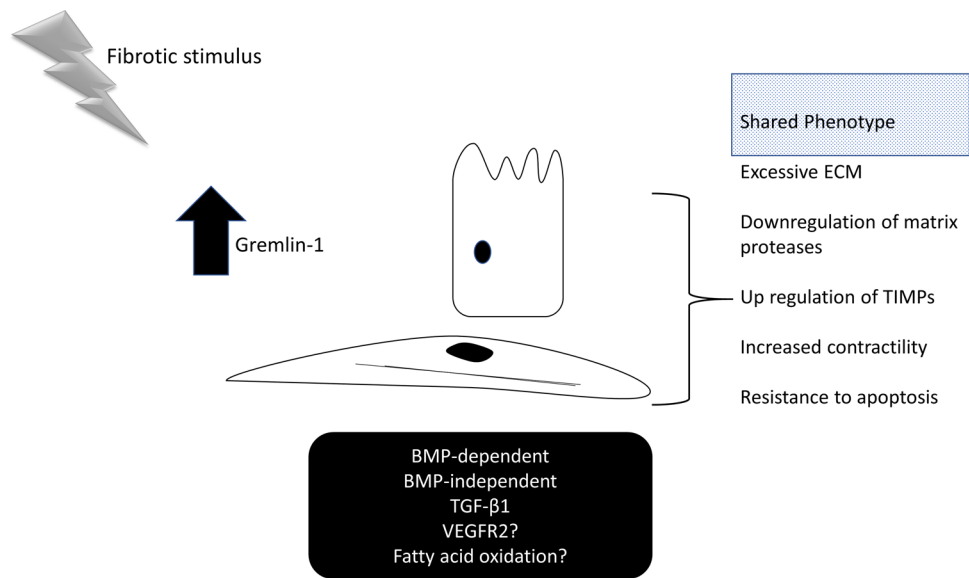 Fibrotic stimulus
Gremlin-1
Shared Phenotype
Excessive ECM
Downregulation of matrix
proteases
Up regulation of TIMPs
Increased contractility
Resistance to apoptosis
BMP-dependent
BMP-independent
TGF-β1
VEGFR2?
Fatty acid oxidation?